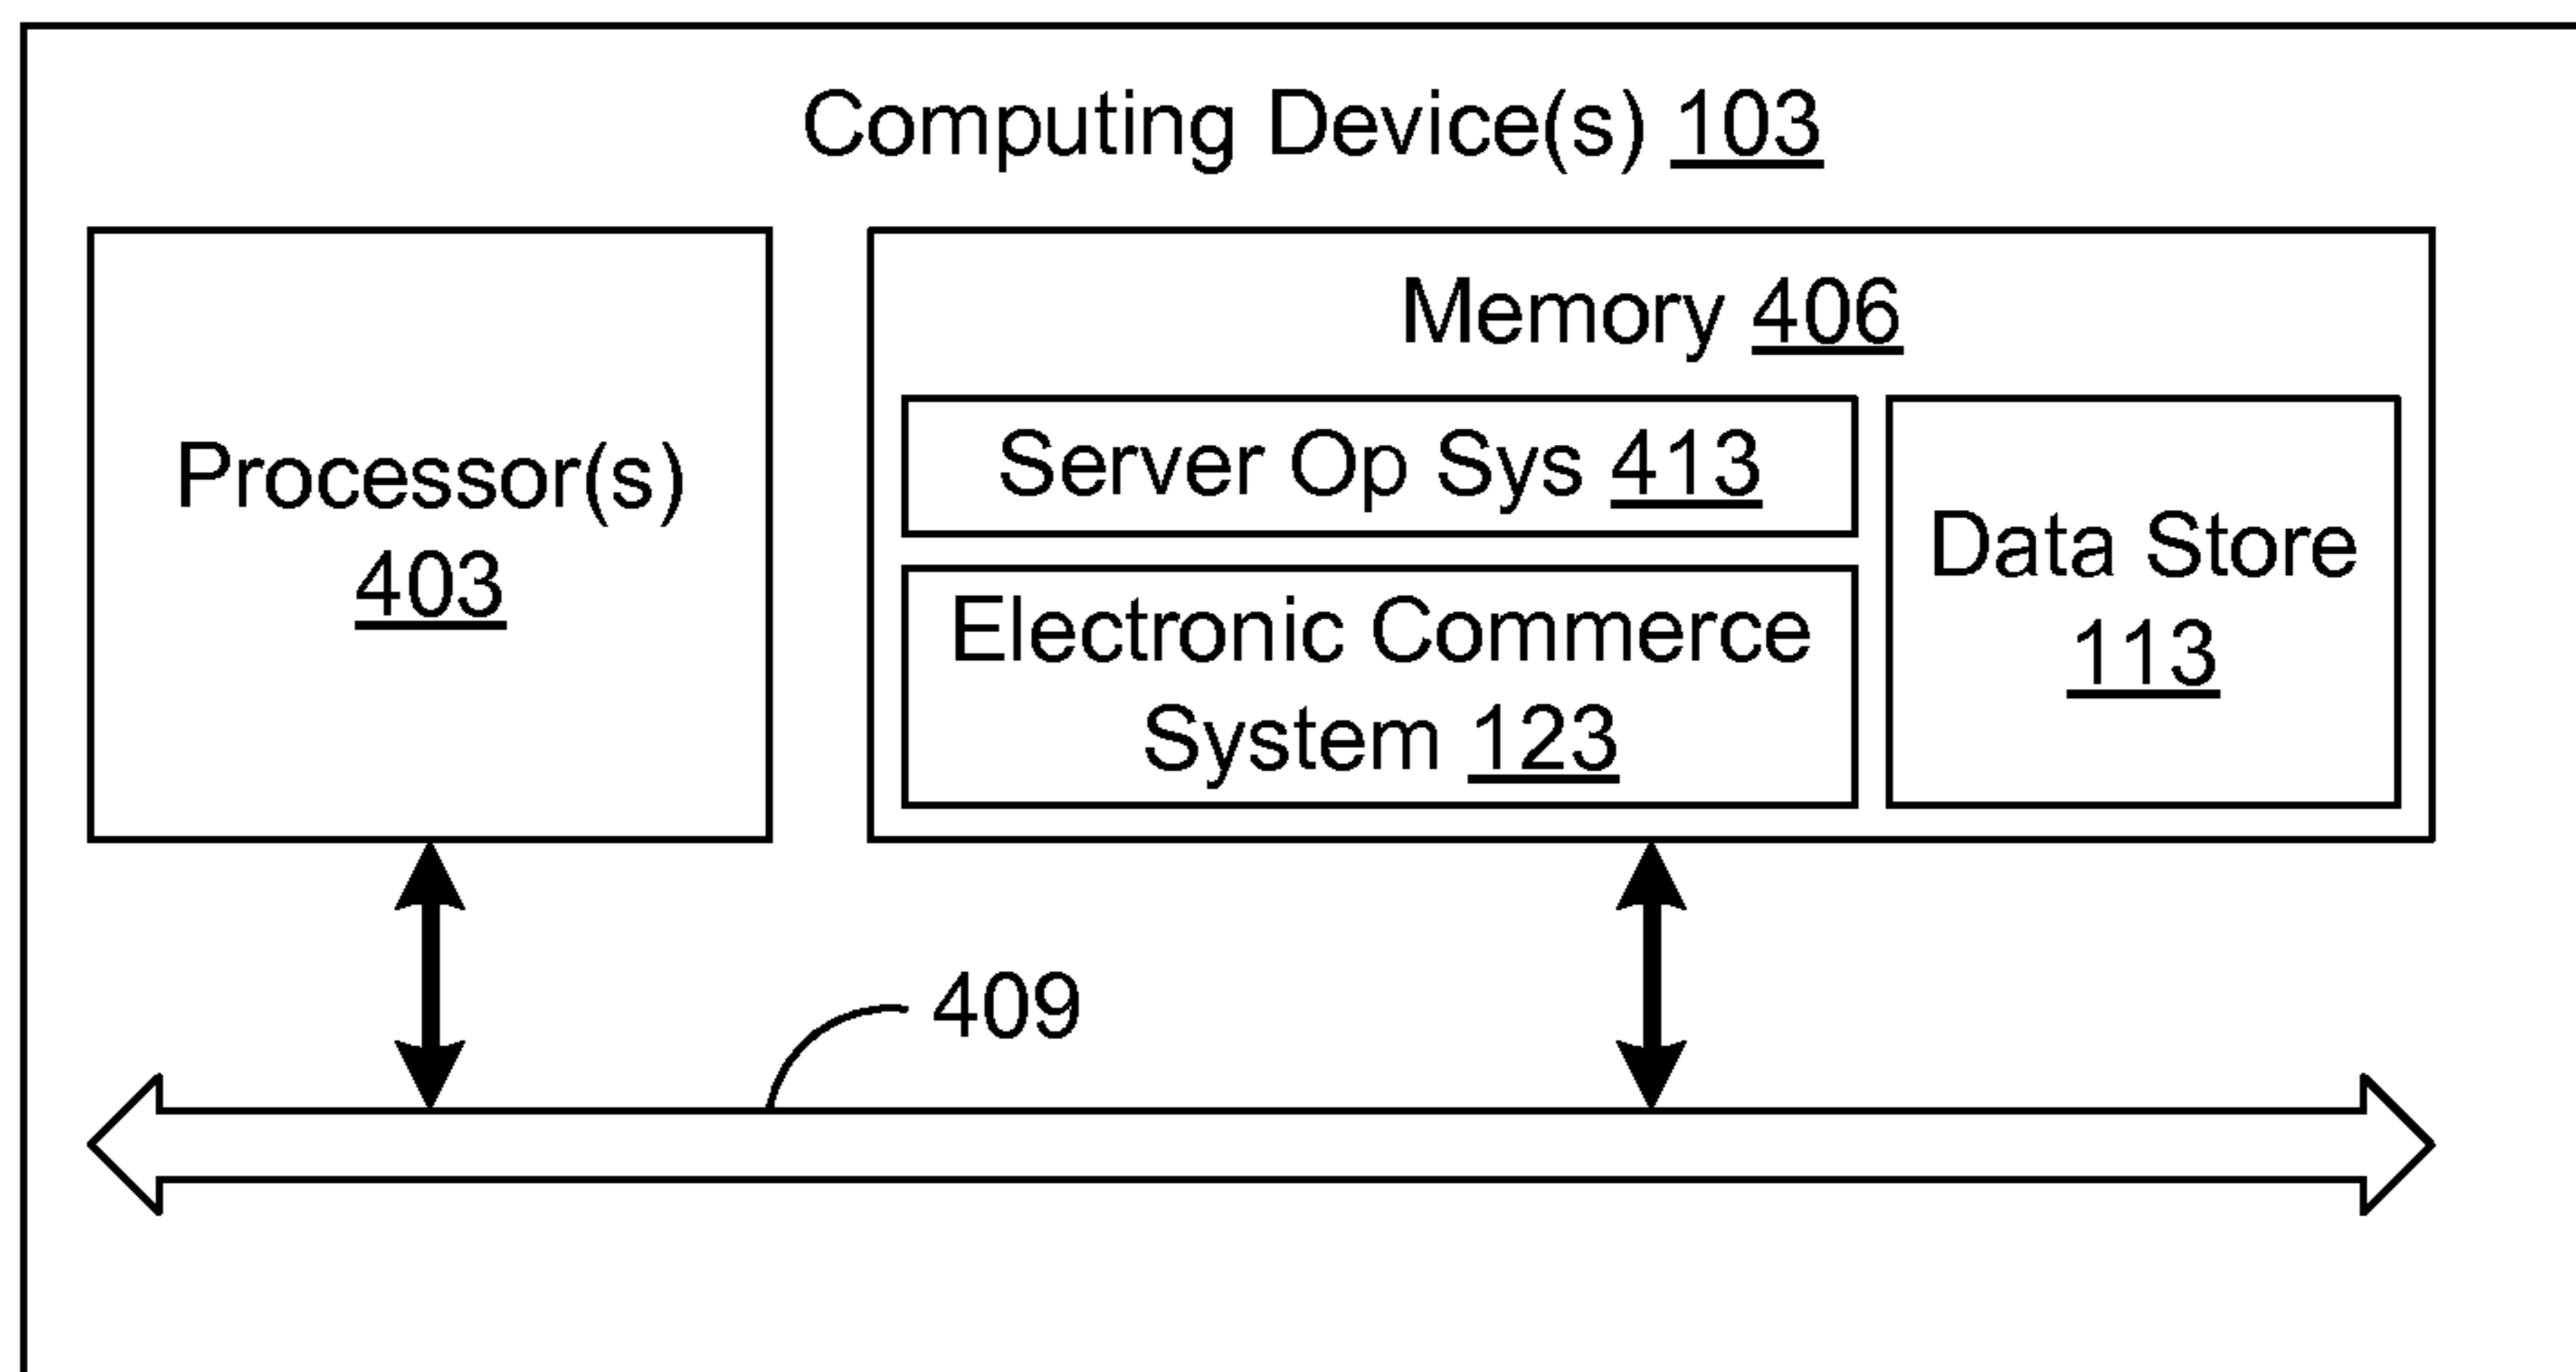 Computing Device(s) 103
Processor(s)
403
Memory 406
Server Op Sys 413
Electronic Commerce
System 123
Data Store
113
409